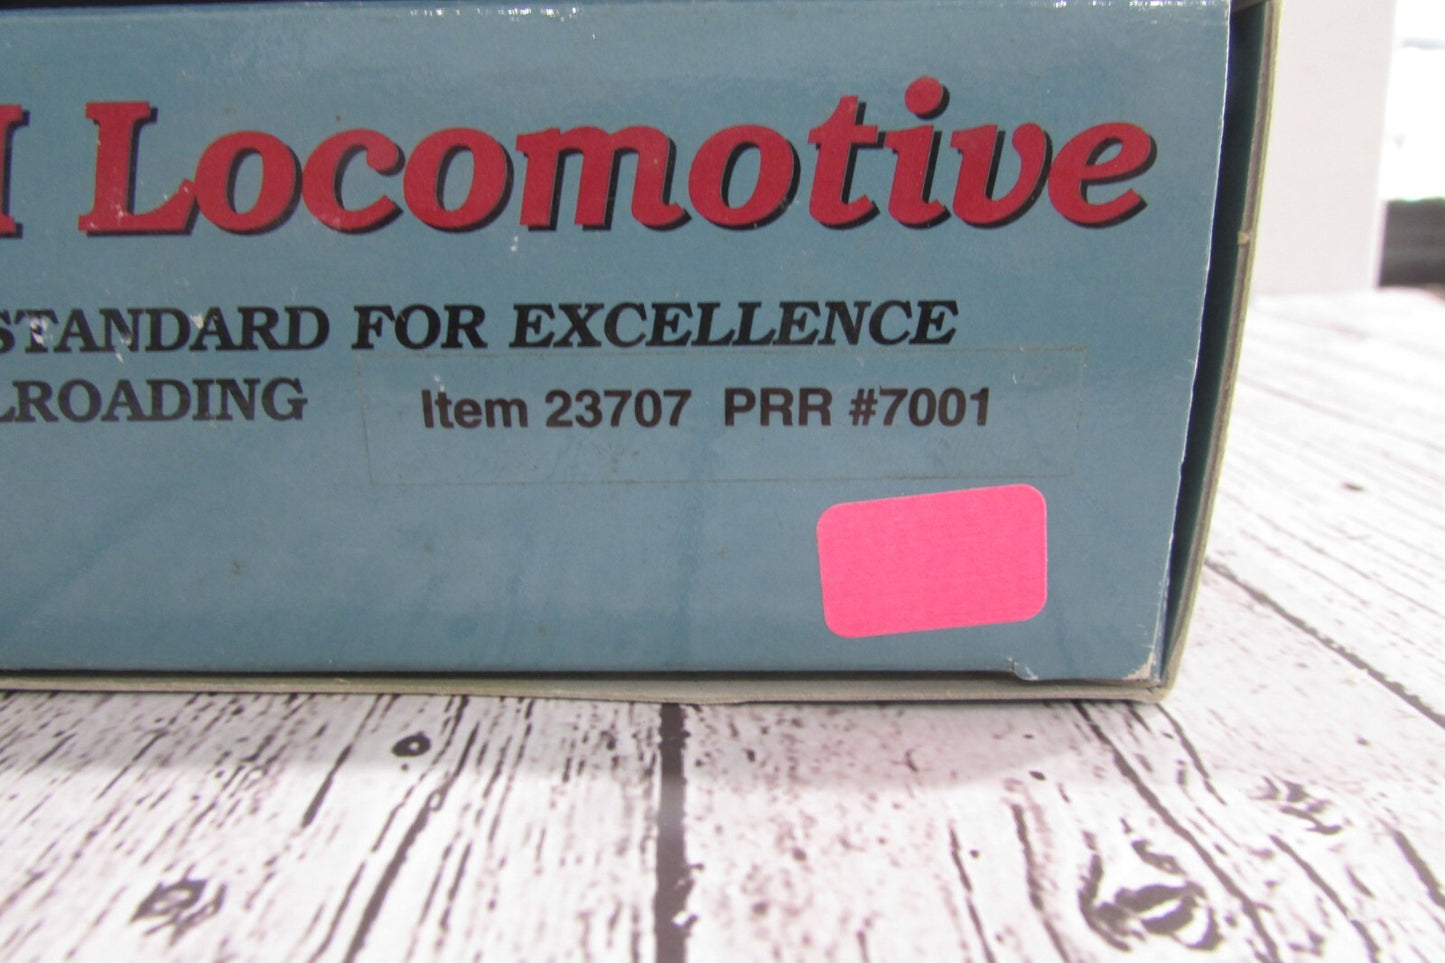 Locomotive
STANDARD FOR EXCELLENCE
LROADING
Item 23707 PRR #7001